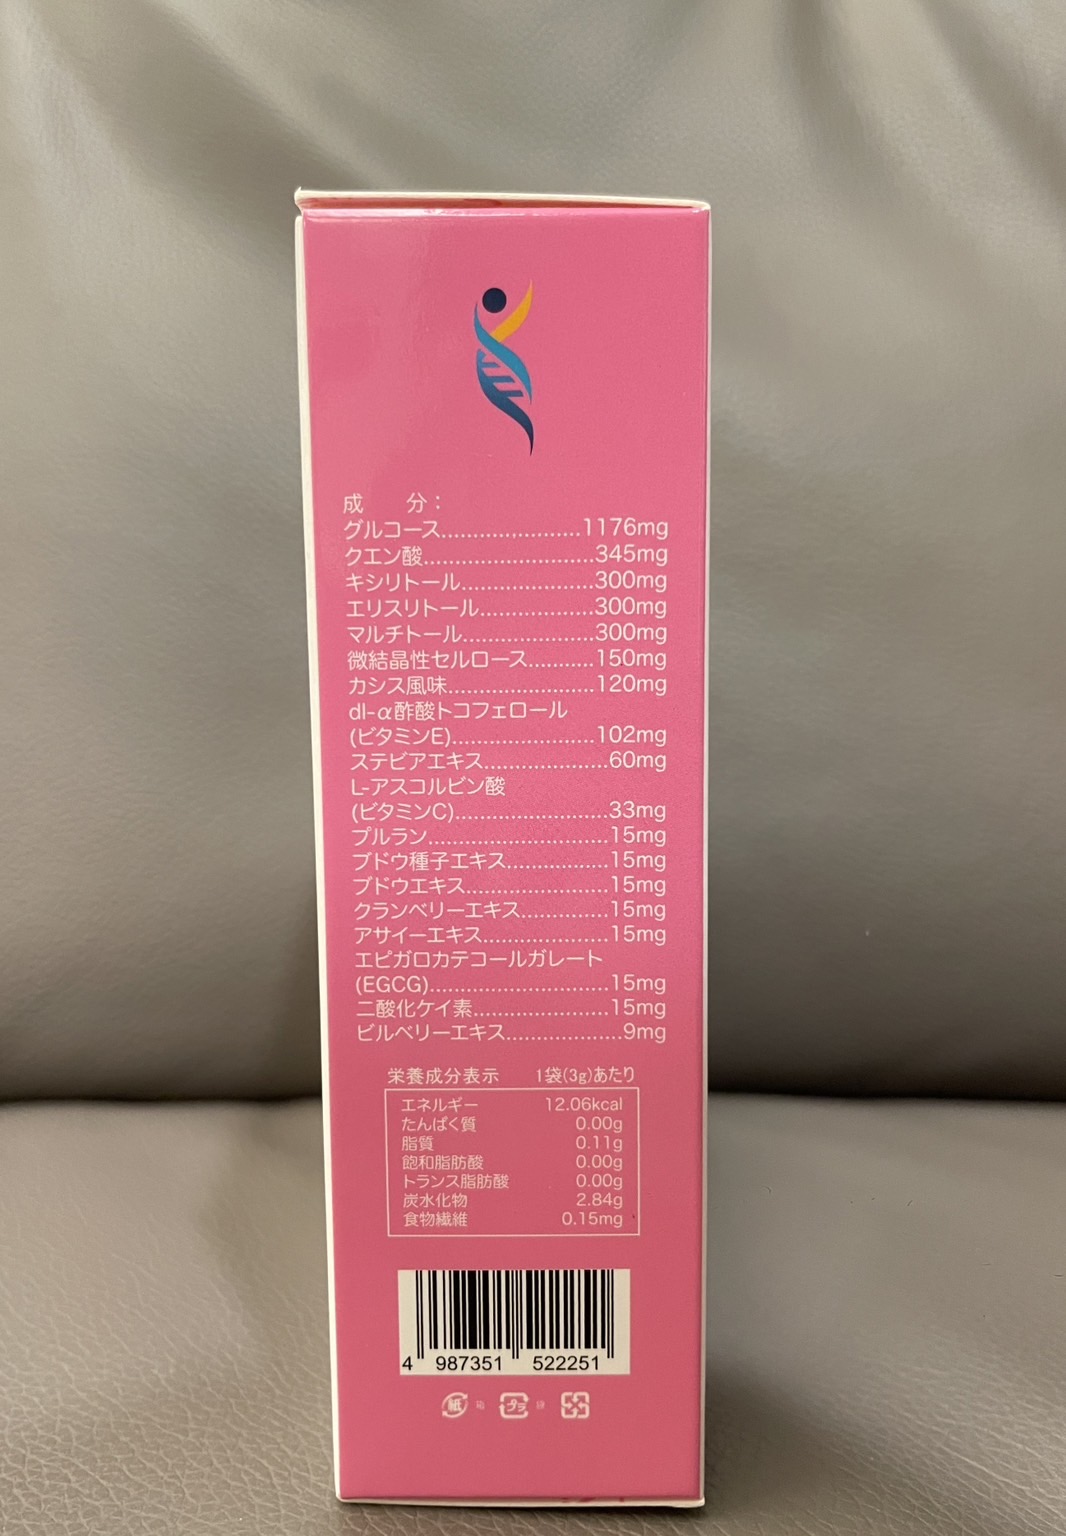 成 分：
グルコース............................1176mg
クエン酸..........................345mg
キシリトール....................300mg
エリスリトール.................300mg
マルチトール....................300mg
微結晶性セルロース..........150mg
カシス風味......................120mg
dl-α酢酸トコフェロール
(ビタミンE)......................102mg
ステビアエキス...................60mg
L-アスコルビン酸
(ビタミンC).......................33mg
プルラン...........................15mg
ブドウ種子エキス...............15mg
ブドウエキス.....................15mg
クランベリーエキス.............15mg
アサイーエキス...................15mg
エピガロカテコールガレート
(EGCG)...........................15mg
二酸化ケイ素....................15mg
ビルベリーエキス..................9mg
栄養成分表示 1袋(3g)あたり
エネルギー 12.06kcal
たんぱく質 0.00g
脂質 0.11g
飽和脂肪酸 0.00g
トランス脂肪酸 0.00g
炭水化物 2.84g
食物繊維 0.15mg
4 987351 522251
紙 プラ